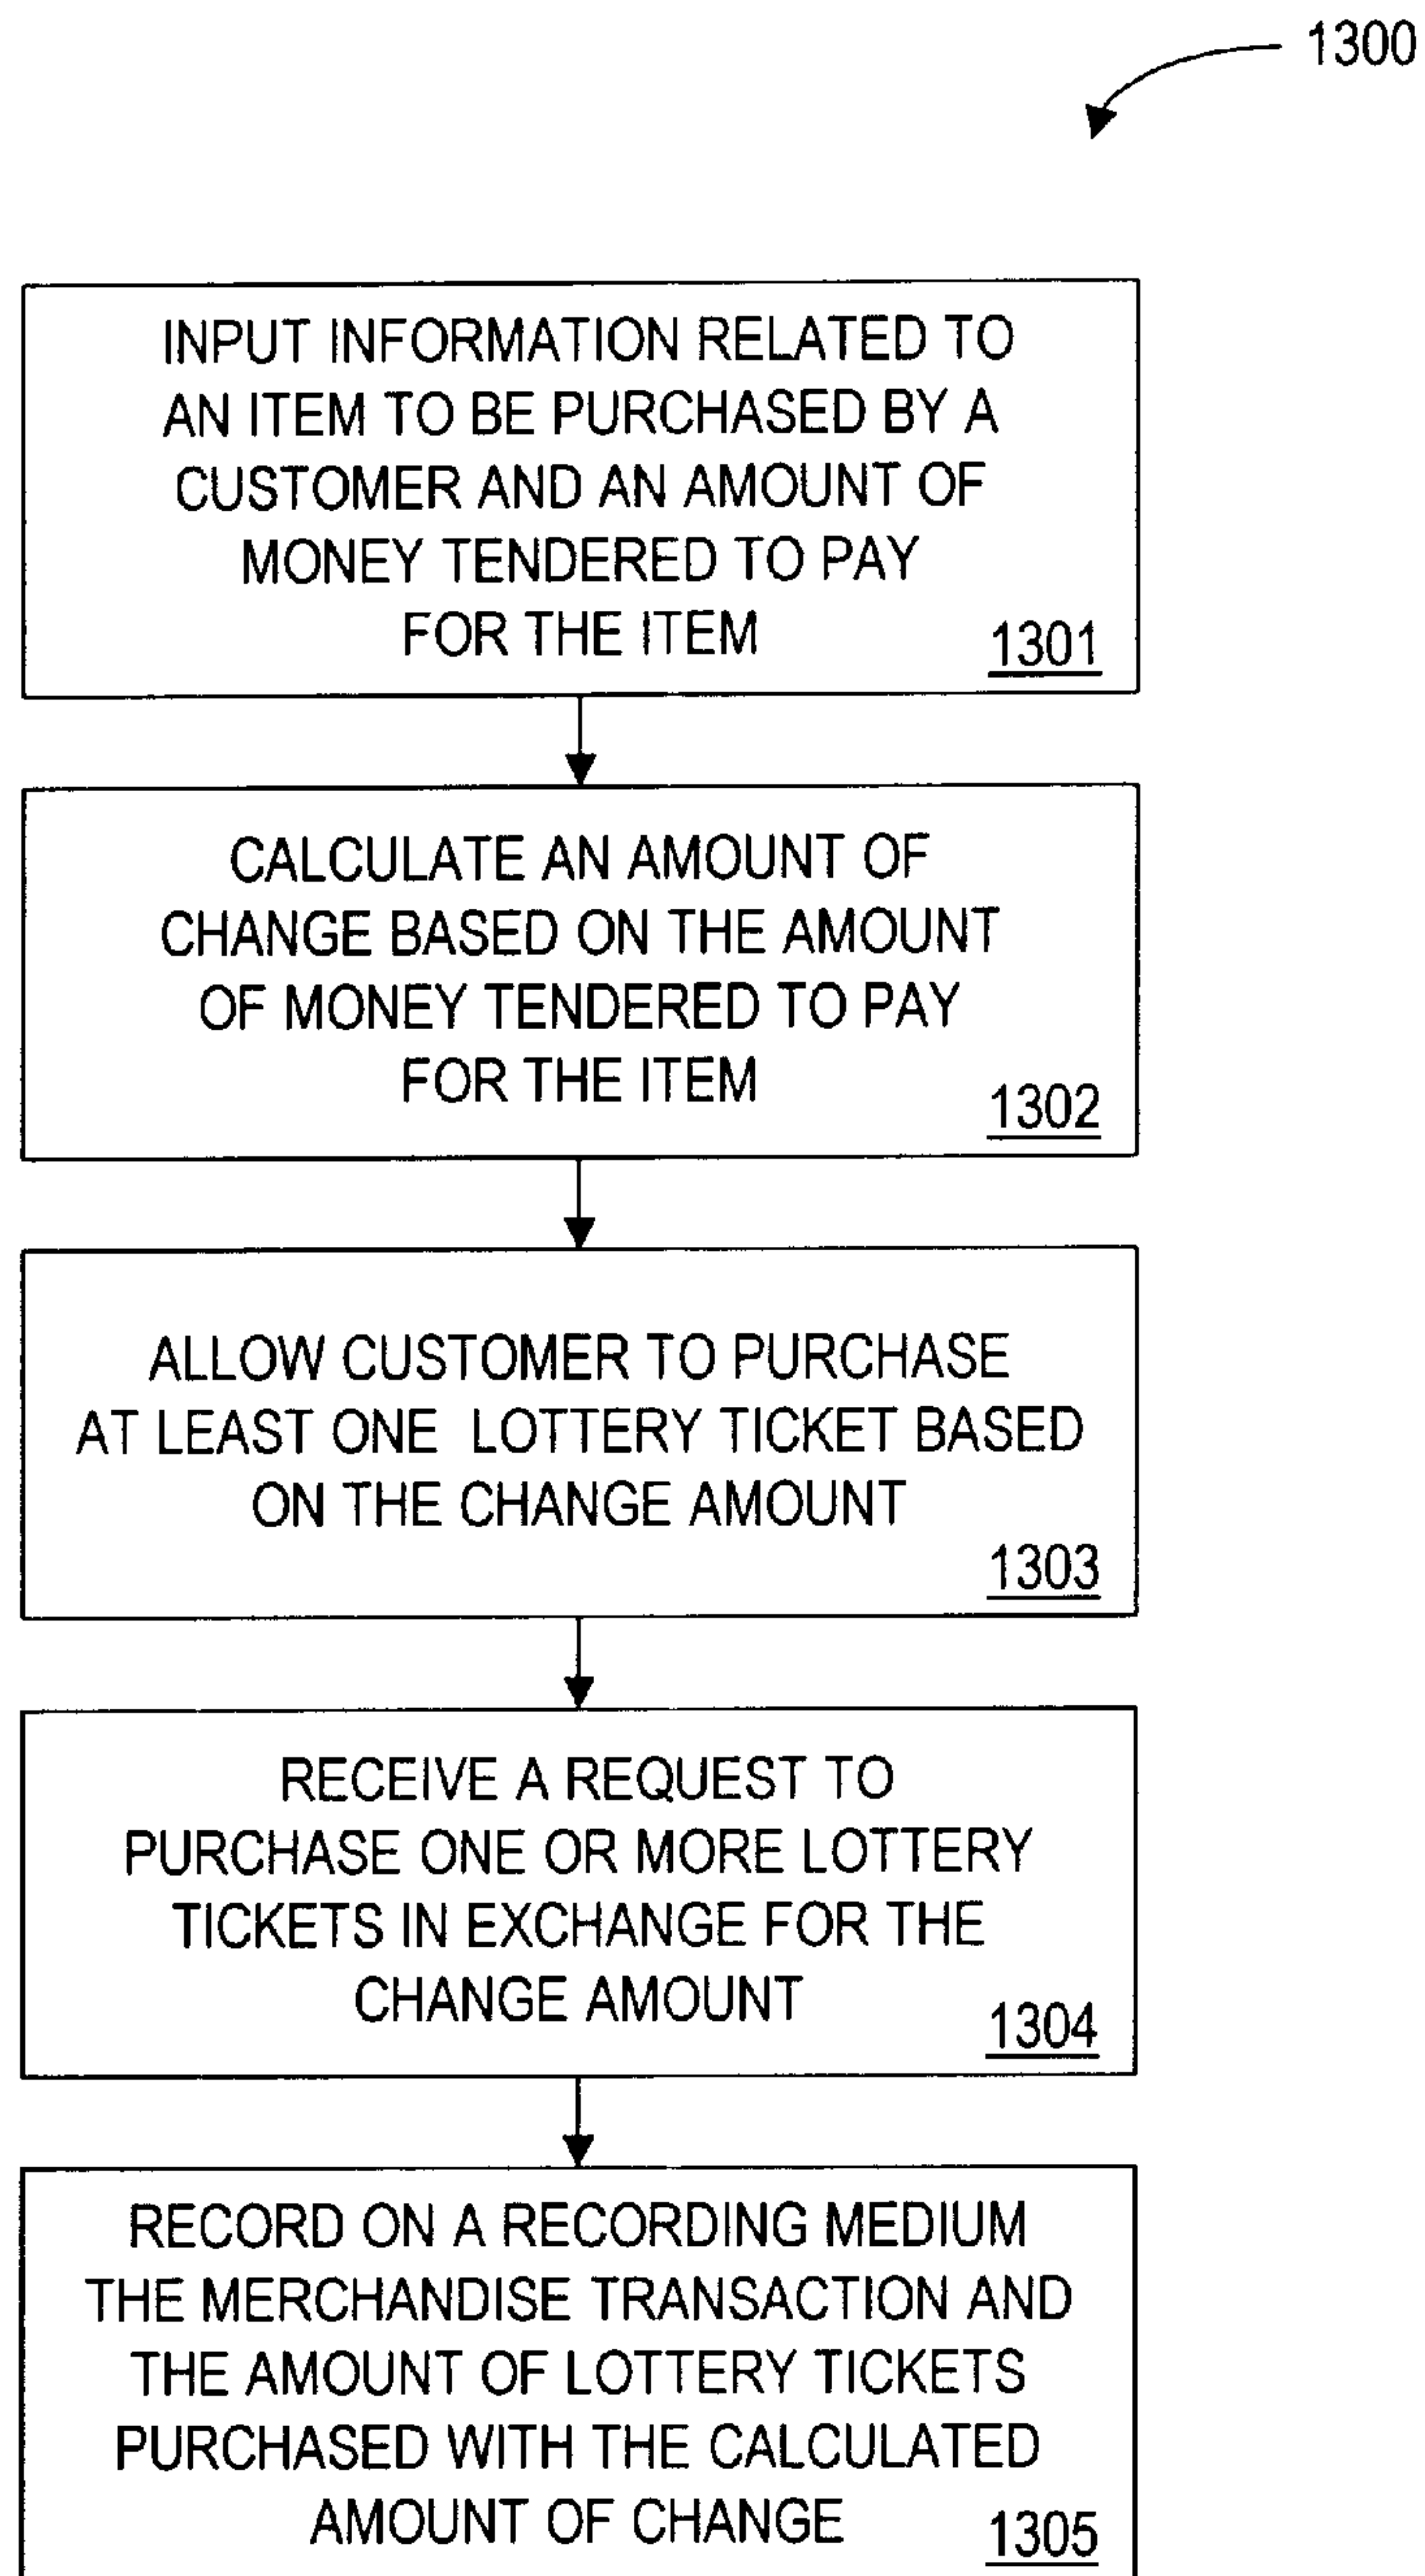 1300
INPUT INFORMATION RELATED TO
AN ITEM TO BE PURCHASED BY A
CUSTOMER AND AN AMOUNT OF
MONEY TENDERED TO PAY
FOR THE ITEM
1301
CALCULATE AN AMOUNT OF
CHANGE BASED ON THE AMOUNT
OF MONEY TENDERED TO PAY
FOR THE ITEM
1302
ALLOW CUSTOMER TO PURCHASE
AT LEAST ONE LOTTERY TICKET BASED
ON THE CHANGE AMOUNT
1303
RECEIVE A REQUEST TO
PURCHASE ONE OR MORE LOTTERY
TICKETS IN EXCHANGE FOR THE
CHANGE AMOUNT
1304
RECORD ON A RECORDING MEDIUM
THE MERCHANDISE TRANSACTION AND
THE AMOUNT OF LOTTERY TICKETS
PURCHASED WITH THE CALCULATED
AMOUNT OF CHANGE
1305